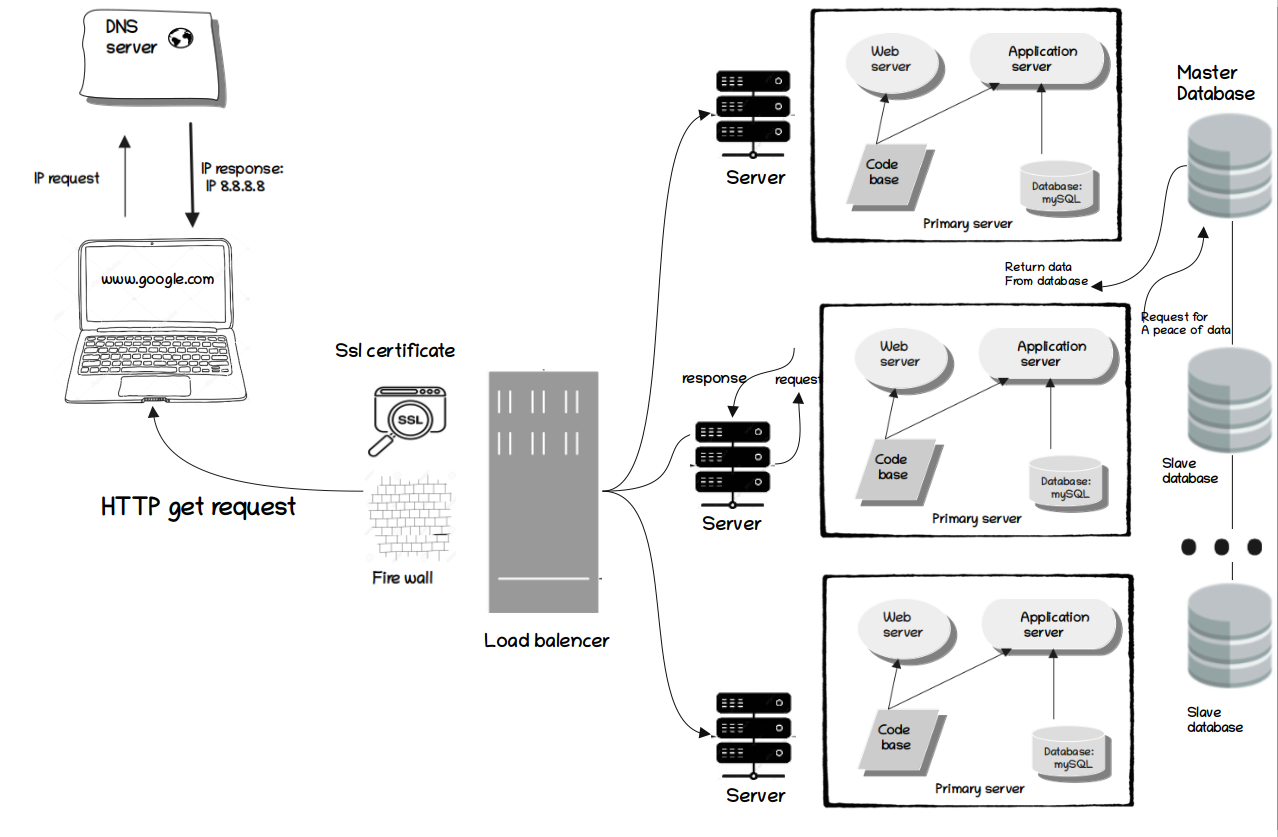 DNS
server
IP request
IP response:
IP 8.8.8.8
www.google.com
HTTP get request
Ssl certificate
SSL
Fire wall
Load balencer
Server
Web
server
Application
server
Code
base
Database:
mySQL
Primary server
Master
Database
Return data
From database
Request for
A peace of data
response
request
Server
Web
server
Application
server
Code
base
Database:
mySQL
Primary server
Slave
database
Server
Web
server
Application
server
Code
base
Database:
mySQL
Primary server
Slave
database